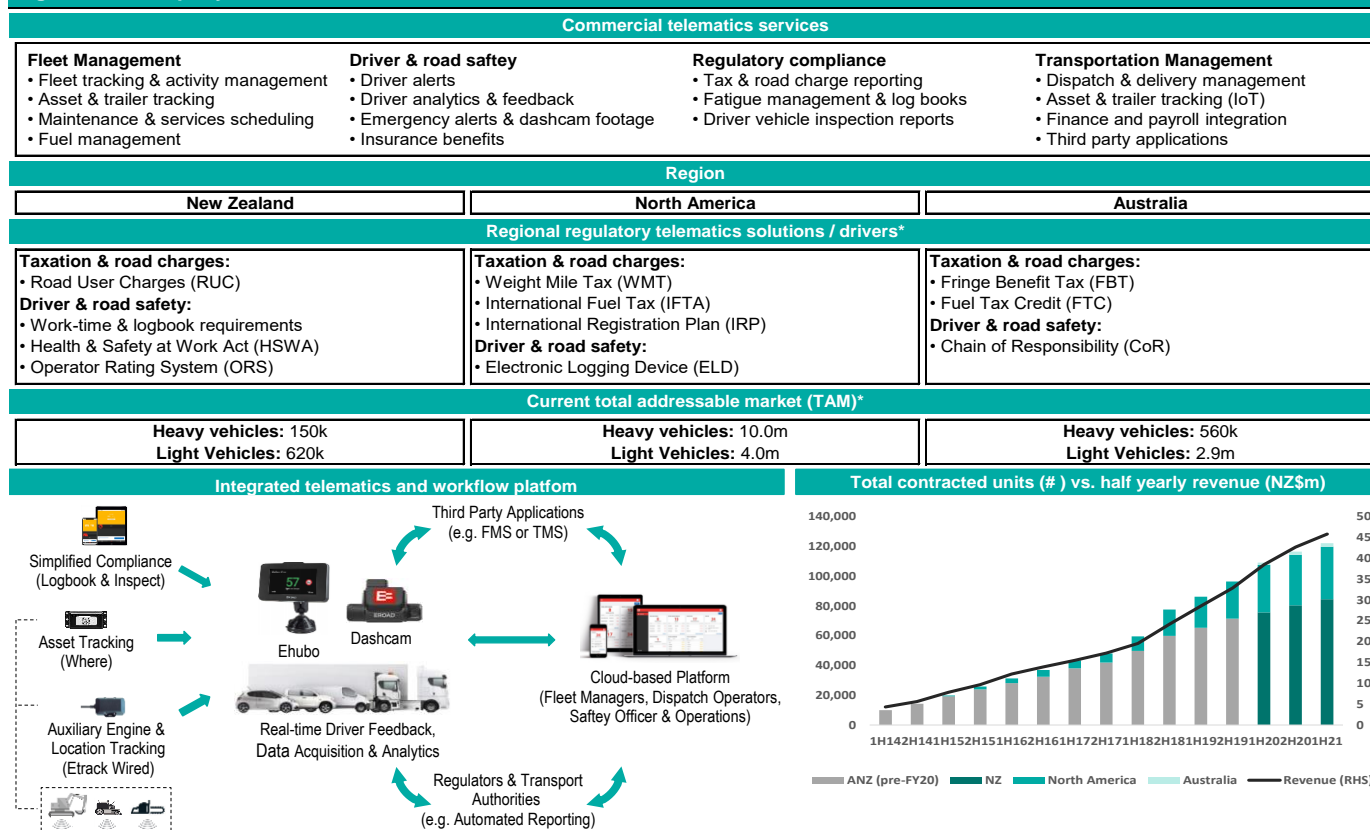 Commercial telematics services
Fleet Management
• Fleet tracking & activity management
• Asset & trailer tracking
• Maintenance & services scheduling
• Fuel management
Driver & road saftey
• Driver alerts
• Driver analytics & feedback
• Emergency alerts & dashcam footage
• Insurance benefits
Regulatory compliance
• Tax & road charge reporting
• Fatigue management & log books
• Driver vehicle inspection reports
Transportation Management
• Dispatch & delivery management
• Asset & trailer tracking (IoT)
• Finance and payroll integration
• Third party applications
Region
New Zealand
North America
Australia
Regional regulatory telematics solutions / drivers*
Taxation & road charges:
• Road User Charges (RUC)
Driver & road safety:
• Work-time & logbook requirements
• Health & Safety at Work Act (HSWA)
• Operator Rating System (ORS)
Taxation & road charges:
• Weight Mile Tax (WMT)
• International Fuel Tax (IFTA)
• International Registration Plan (IRP)
Driver & road safety:
• Electronic Logging Device (ELD)
Taxation & road charges:
• Fringe Benefit Tax (FBT)
• Fuel Tax Credit (FTC)
Driver & road safety:
• Chain of Responsibility (CoR)
Current total addressable market (TAM)*
Heavy vehicles: 150k
Light Vehicles: 620k
Heavy vehicles: 10.0m
Light Vehicles: 4.0m
Heavy vehicles: 560k
Light Vehicles: 2.9m
Integrated telematics and workflow platfom
Simplified Compliance
(Logbook & Inspect)
Asset Tracking
(Where)
Auxiliary Engine &
Location Tracking
(Etrack Wired)
Third Party Applications
(e.g. FMS or TMS)
57
EROAD
Ehubo
Dashcam
Real-time Driver Feedback,
Data Acquisition & Analytics
Cloud-based Platform
(Fleet Managers, Dispatch Operators,
Saftey Officer & Operations)
Regulators & Transport
Authorities
(e.g. Automated Reporting)
Total contracted units (# ) vs. half yearly revenue (NZ$m)
140,000
120,000
100,000
80,000
60,000
40,000
20,000
0
50
45
40
35
30
25
20
15
10
5
0
1H14 2H14 1H15 2H15 1H16 2H16 1H17 2H17 1H18 2H18 1H19 2H19 1H20 2H20 1H21
ANZ (pre-FY20) NZ North America Australia Revenue (RHS)